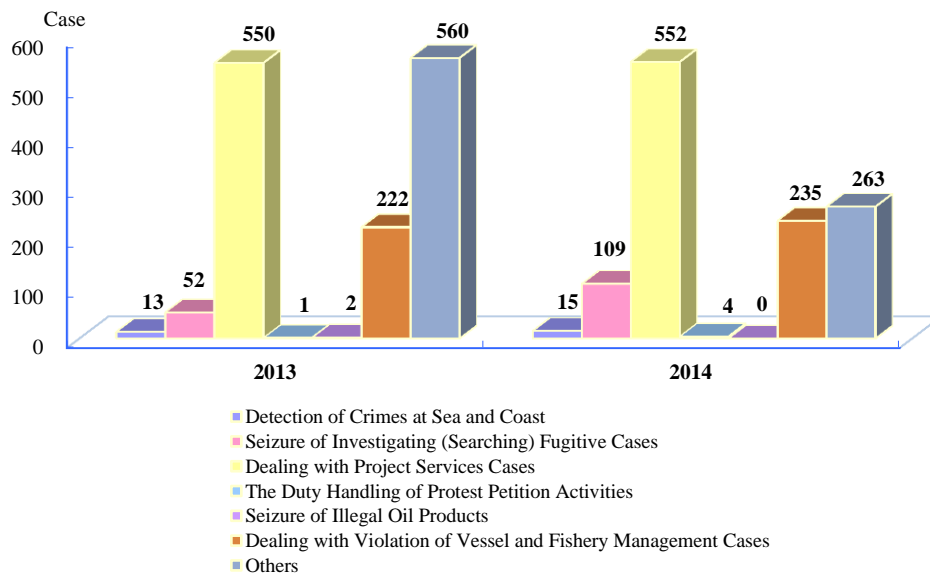 Case
600
500
400
300
200
100
0
13
52
550
1
2
222
560
15
109
552
4
0
235
263
2013
2014
Detection of Crimes at Sea and Coast
Seizure of Investigating (Searching) Fugitive Cases
Dealing with Project Services Cases
The Duty Handling of Protest Petition Activities
Seizure of Illegal Oil Products
Dealing with Violation of Vessel and Fishery Management Cases
Others